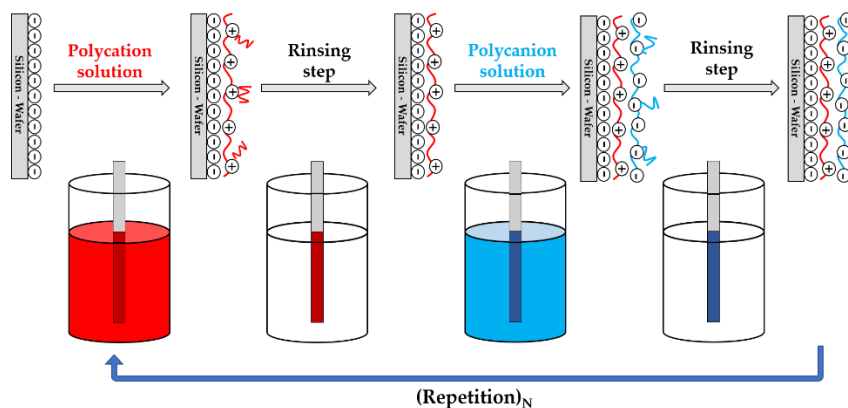 Polycation
solution
Rinsing
step
Polycanion
solution
Rinsing
step
Silicon - Wafer
Silicon - Wafer
Silicon - Wafer
Silicon - Wafer
Silicon - Wafer
(Repetition)N